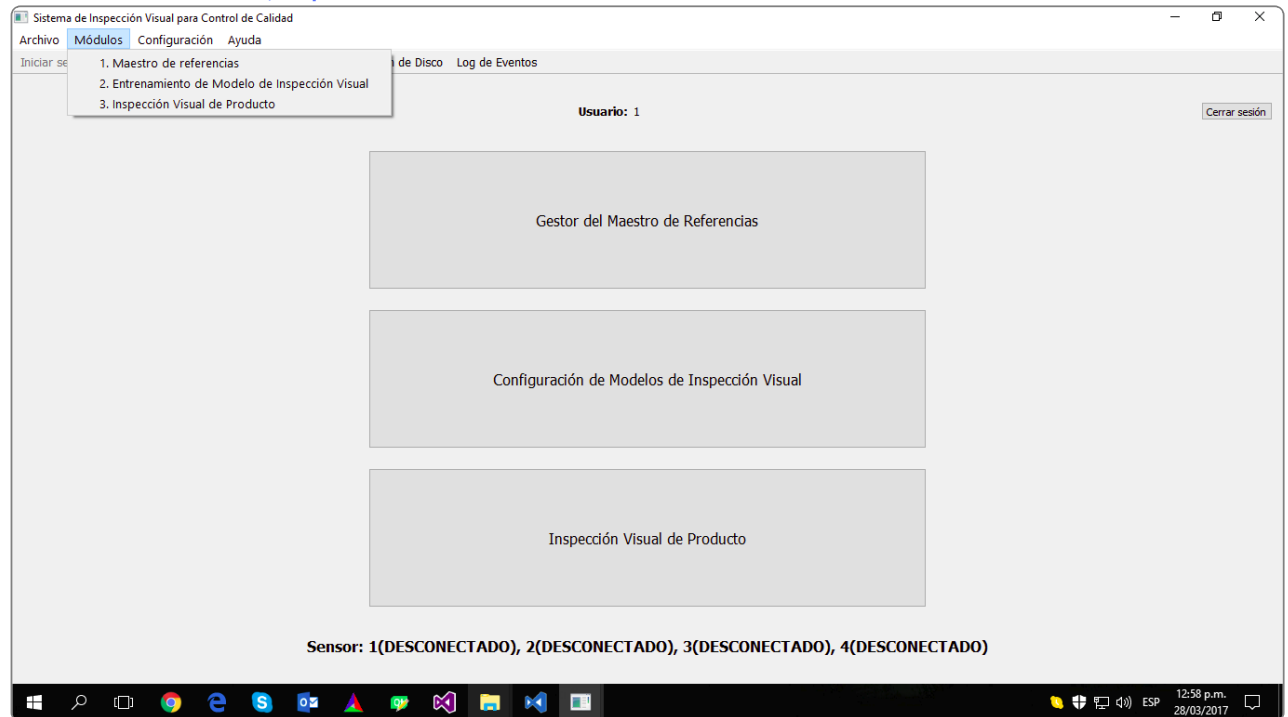 Sistema de Inspección Visual para Control de Calidad
Archivo Módulos Configuración Ayuda
Iniciar de Disco Log de Eventos
1. Maestro de referencias
2. Entrenamiento de Modelo de Inspección Visual
3. Inspección Visual de Producto
Usuario: 1
Cerrar sesión
Gestor del Maestro de Referencias
Configuración de Modelos de Inspección Visual
Inspección Visual de Producto
Sensor: 1(DESCONECTADO), 2(DESCONECTADO), 3(DESCONECTADO), 4(DESCONECTADO)
ESP
12:58 p.m.
28/03/2017